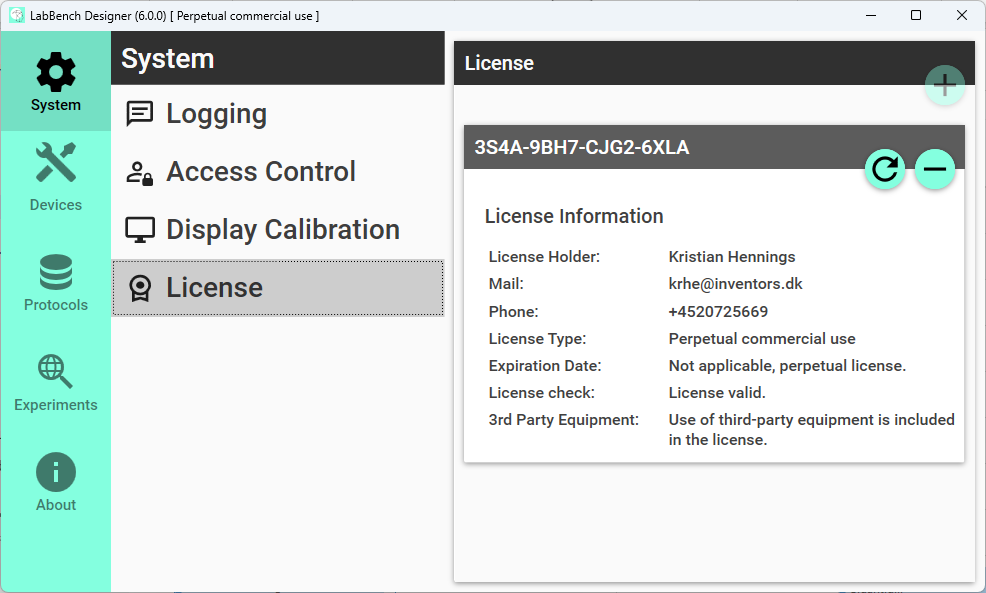 LabBench Designer (6.0.0) [ Perpetual commercial use ]
System
Devices
Protocols
Experiments
About
System
Logging
Access Control
Display Calibration
License
License
3S4A-9BH7-CJG2-6XLA
License Information
License Holder: Kristian Hennings
Mail: krhe@inventors.dk
Phone: +4520725669
License Type: Perpetual commercial use
Expiration Date: Not applicable, perpetual license.
License check: License valid.
3rd Party Equipment: Use of third-party equipment is included
in the license.